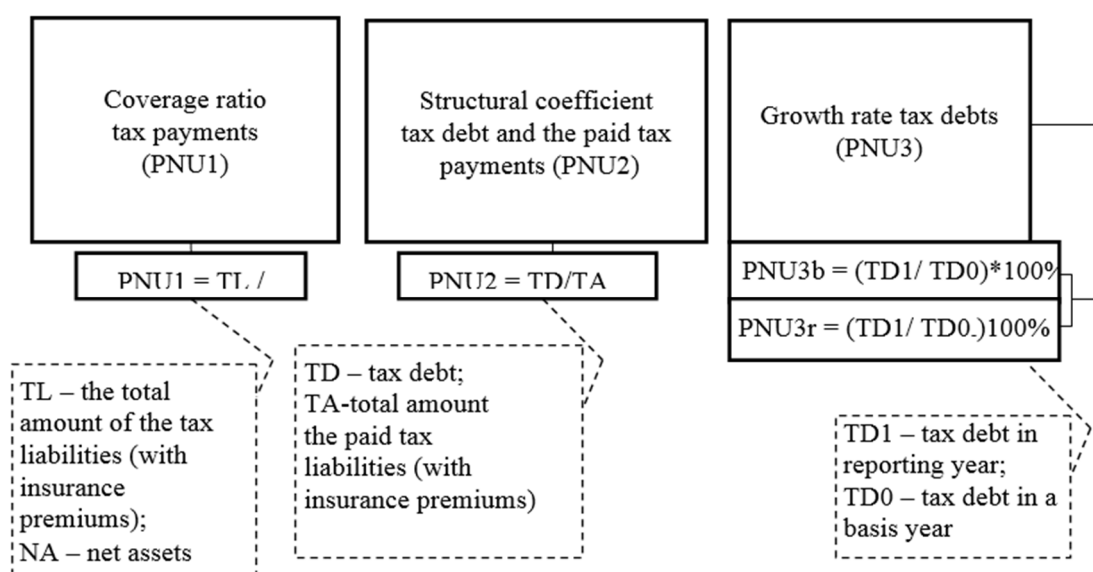 Coverage ratio
tax payments
(PNU1)
PNU1 = TL /
TL – the total
amount of the tax
liabilities (with
insurance
premiums);
NA – net assets
Structural coefficient
tax debt and the paid tax
payments (PNU2)
PNU2 = TD/TA
TD – tax debt;
TA-total amount
the paid tax
liabilities (with
insurance premiums)
Growth rate tax debts
(PNU3)
PNU3b = (TD1/ TD0)*100%
PNU3r = (TD1/ TD0.)100%
TD1 – tax debt in
reporting year;
TD0 – tax debt in a
basis year